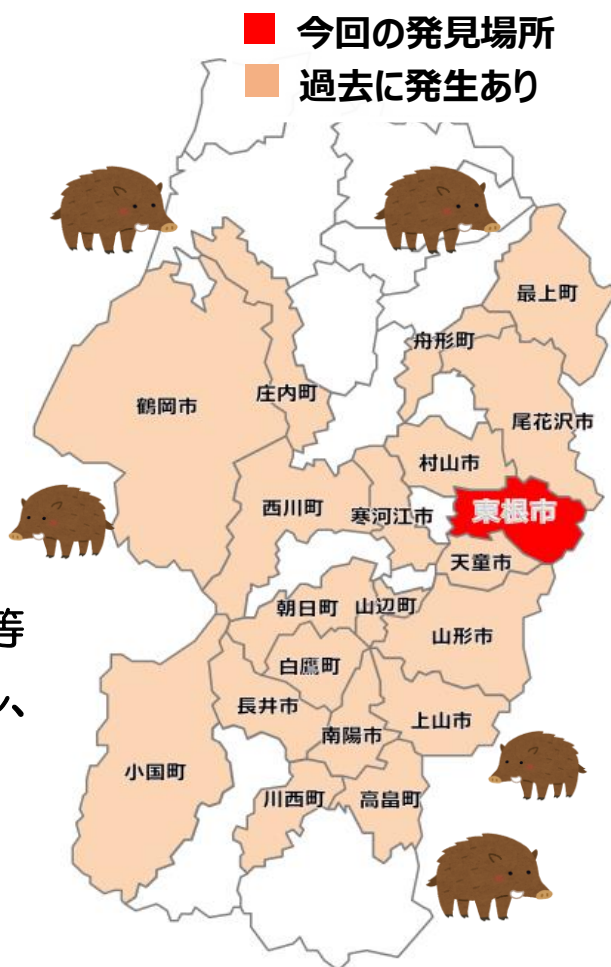 今回の発見場所
過去に発生あり
最上町
舟形町
鶴岡市
庄内町
尾花沢市
村山市
西川町
寒河江市
東根市
天童市
朝日町
山辺町
山形市
白鷹町
長井市
南陽市
上山市
小国町
川西町
高畠町
等
ン、